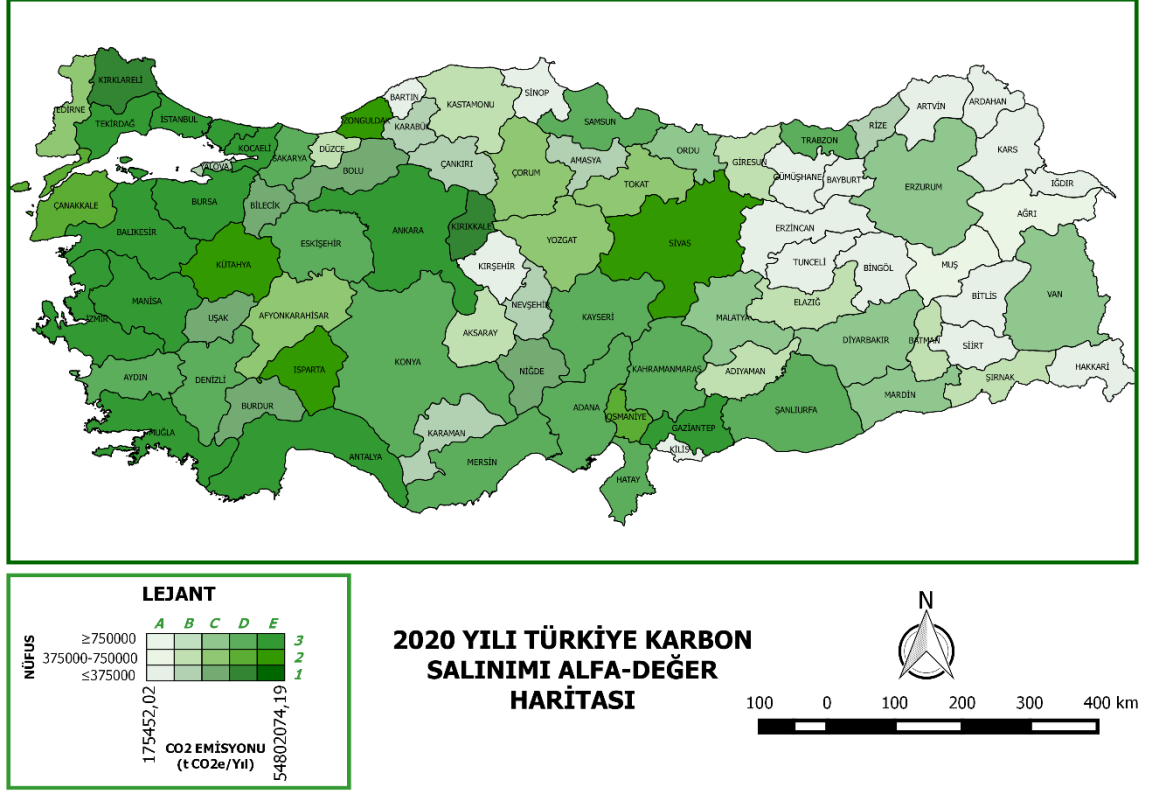 KIRKLARELİ
EDİRNE
TEKİRDAĞ
İSTANBUL
KOCAELİ
SAKARYA
YALOVA
DÜZCE
ZONGULDAK
BARTIN
KARABÜK
KASTAMONU
SİNOP
SAMSUN
ORDU
GİRESUN
TRABZON
RİZE
ARTVİN
ARDAHAN
KARS
IĞDIR
AĞRI
ERZURUM
BAYBURT
GÜMÜŞHANE
ERZİNCAN
TUNCELİ
BİNGÖL
MUŞ
BİTLİS
VAN
HAKKARİ
SİİRT
ŞIRNAK
BATMAN
MARDİN
DİYARBAKIR
ELAZIĞ
MALATYA
ADIYAMAN
ŞANLIURFA
GAZİANTEP
KİLİS
HATAY
OSMANİYE
KAHRAMANMARAŞ
ADANA
KAYSERİ
SİVAS
TOKAT
AMASYA
ÇORUM
YOZGAT
ÇANKIRI
KIRIKKALE
KIRŞEHİR
NEVŞEHİR
AKSARAY
NİĞDE
MERSİN
KARAMAN
KONYA
ANKARA
BOLU
BİLECİK
ESKİŞEHİR
BURSA
ÇANAKKALE
BALIKESİR
KÜTAHYA
MANİSA
İZMİR
UŞAK
AFYONKARAHİSAR
ISPARTA
AYDIN
DENİZLİ
BURDUR
MUĞLA
ANTALYA
LEJANT
A B C D E
NÜFUS
≥750000 3
375000-750000 2
≤375000 1
175452,02
54802074,19
CO2 EMİSYONU
(t CO2e/Yıl)
2020 YILI TÜRKİYE KARBON
SALINIMI ALFA-DEĞER
HARİTASI
N
100 0 100 200 300 400 km